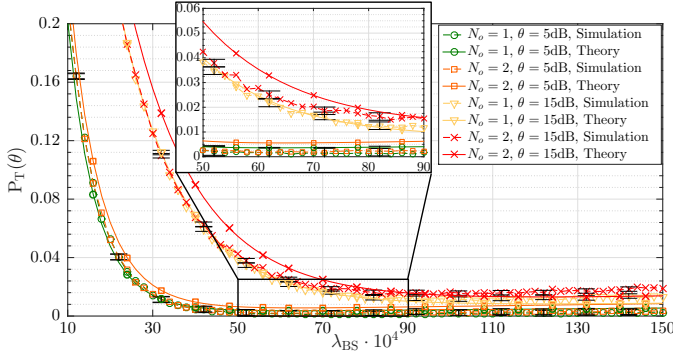 0.06
0.05
0.04
0.03
0.02
0.01
0
50 60 70 80 90
N_o = 1, θ = 5dB, Simulation
N_o = 1, θ = 5dB, Theory
N_o = 2, θ = 5dB, Simulation
N_o = 2, θ = 5dB, Theory
N_o = 1, θ = 15dB, Simulation
N_o = 1, θ = 15dB, Theory
N_o = 2, θ = 15dB, Simulation
N_o = 2, θ = 15dB, Theory
P_T(θ)
0.2
0.16
0.12
0.08
0.04
0
10 30 50 70 90 110 130 150
λ_BS · 10^4